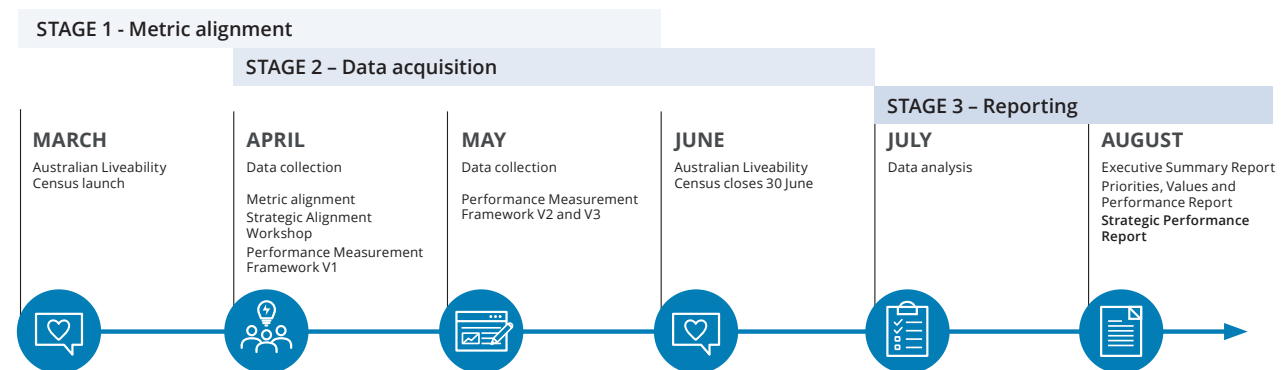 STAGE 1 - Metric alignment
STAGE 2 – Data acquisition
STAGE 3 – Reporting
MARCH
Australian Liveability
Census launch
APRIL
Data collection
Metric alignment
Strategic Alignment
Workshop
Performance Measurement
Framework V1
MAY
Data collection
Performance Measurement
Framework V2 and V3
JUNE
Australian Liveability
Census closes 30 June
JULY
Data analysis
AUGUST
Executive Summary Report
Priorities, Values and
Performance Report
Strategic Performance
Report